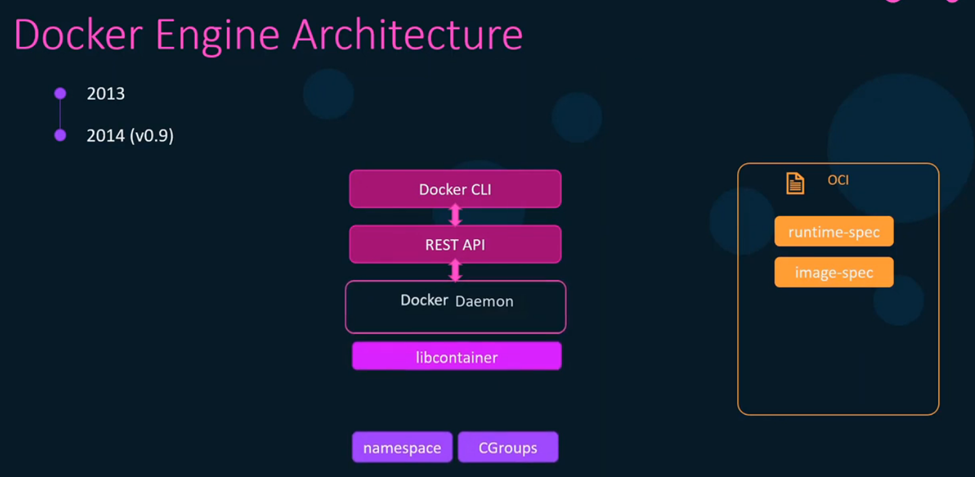 Docker Engine Architecture
2013
2014 (v0.9)
Docker CLI
REST API
Docker Daemon
libcontainer
namespace
CGroups
OCI
runtime-spec
image-spec